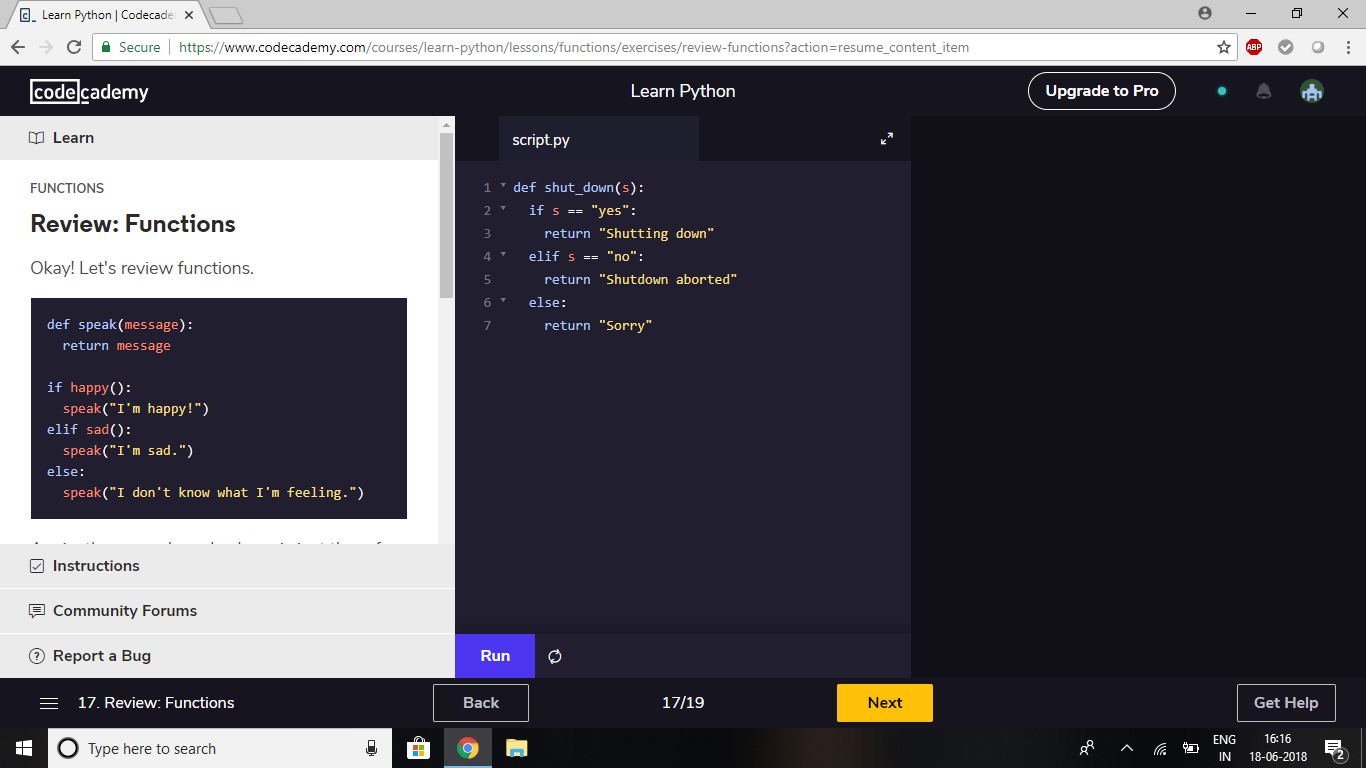 Learn Python | Codecade
Secure
https://www.codecademy.com/courses/learn-python/lessons/functions/exercises/review-functions?action=resume_content_item
ABP
codecademy
Learn Python
Upgrade to Pro
Learn
FUNCTIONS
Review: Functions
Okay! Let's review functions.
def speak(message):
return message
if happy():
speak("I'm happy!")
elif sad():
speak("I'm sad.")
else:
speak("I don't know what I'm feeling.")
Instructions
Community Forums
Report a Bug
script.py
1 def shut_down(s):
2 if s == "yes":
3 return "Shutting down"
4 elif s == "no":
5 return "Shutdown aborted"
6 else:
7 return "Sorry"
Run
17. Review: Functions
Back
17/19
Next
Get Help
Type here to search
ENG
IN
16:16
18-06-2018
2